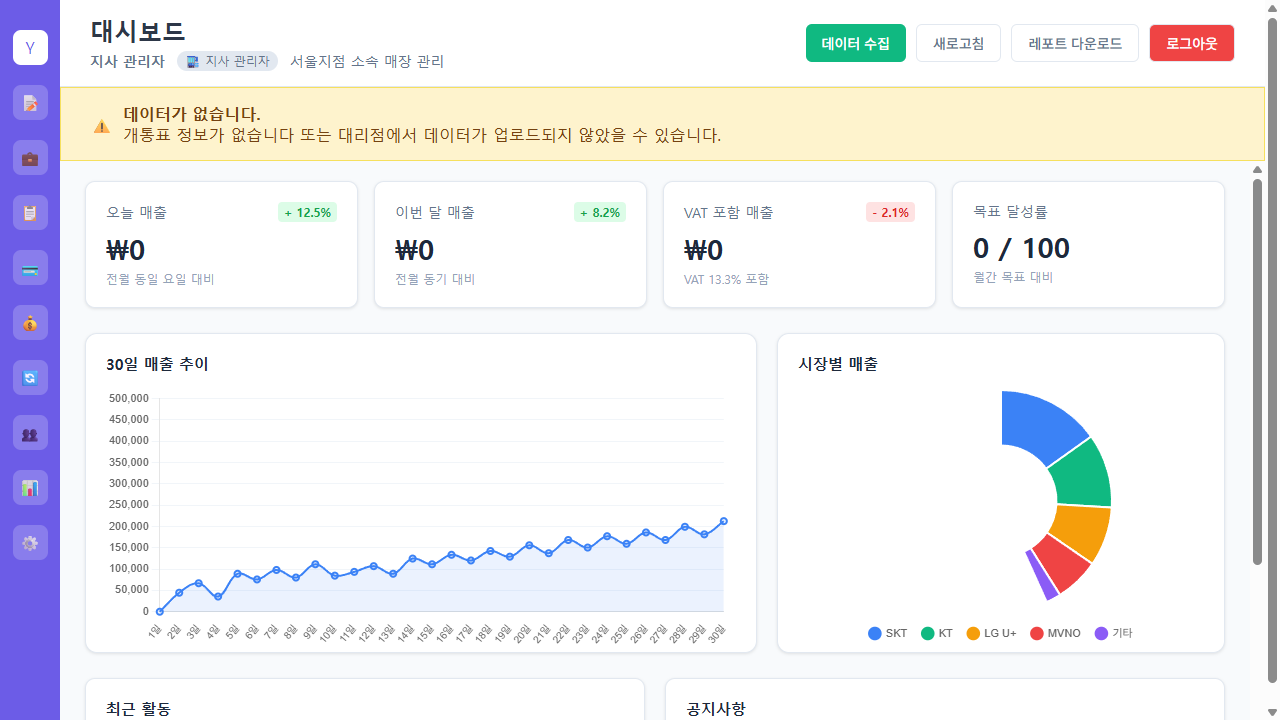 Y
대시보드
지사 관리자 지사 관리자 서울지점 소속 매장 관리
데이터 수집 새로고침 레포트 다운로드 로그아웃
데이터가 없습니다.
개통표 정보가 없습니다 또는 대리점에서 데이터가 업로드되지 않았을 수 있습니다.
오늘 매출 + 12.5%
₩0
전월 동일 요일 대비
이번 달 매출 + 8.2%
₩0
전월 동기 대비
VAT 포함 매출 - 2.1%
₩0
VAT 13.3% 포함
목표 달성률
0 / 100
월간 목표 대비
30일 매출 추이
500,000
450,000
400,000
350,000
300,000
250,000
200,000
150,000
100,000
50,000
0
1일 2일 3일 4일 5일 6일 7일 8일 9일 10일 11일 12일 13일 14일 15일 16일 17일 18일 19일 20일 21일 22일 23일 24일 25일 26일 27일 28일 29일 30일
시장별 매출
SKT KT LG U+ MVNO 기타
최근 활동
공지사항